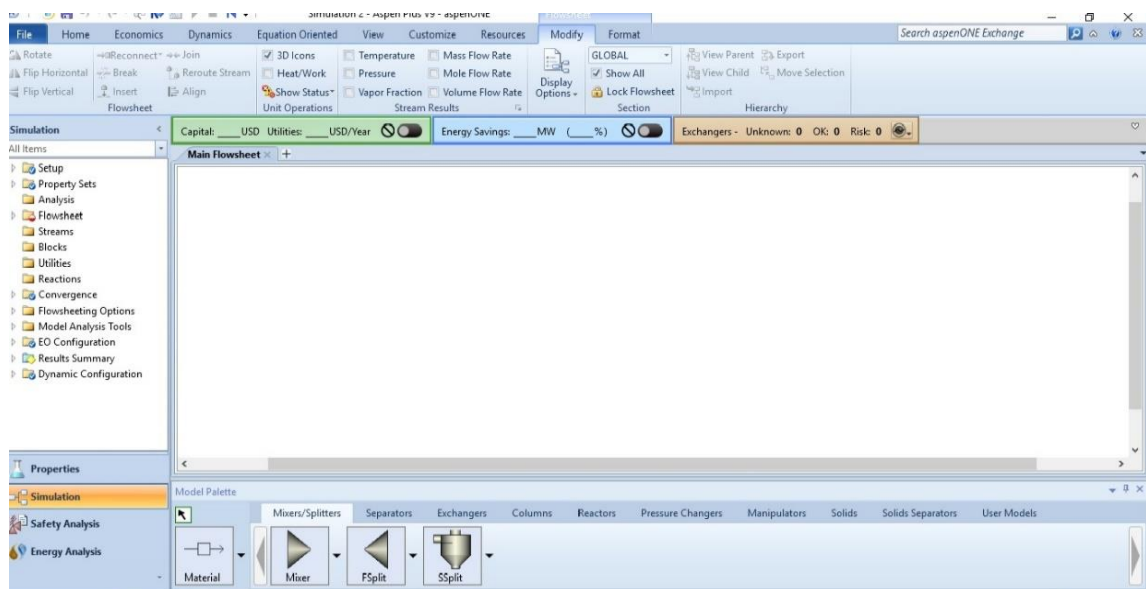 Simulation 2 - Aspen Plus V9 - aspenONE
File Home Economics Dynamics Equation Oriented View Customize Resources Modify Format Search aspenONE Exchange
Rotate Reconnect Join 3D Icons Temperature Mass Flow Rate GLOBAL View Parent Export
Flip Horizontal Break Reroute Stream Heat/Work Pressure Mole Flow Rate Display Options Show All View Child Move Selection
Flip Vertical Insert Align Show Status Vapor Fraction Volume Flow Rate Lock Flowsheet Import
Flowsheet Unit Operations Stream Results Section Hierarchy
Simulation Capital: ____USD Utilities: ____USD/Year Energy Savings: ____MW (____%) Exchangers - Unknown: 0 OK: 0 Risk: 0
All Items
Main Flowsheet
Setup
Property Sets
Analysis
Flowsheet
Streams
Blocks
Utilities
Reactions
Convergence
Flowsheeting Options
Model Analysis Tools
EO Configuration
Results Summary
Dynamic Configuration
Properties
Simulation
Safety Analysis
Energy Analysis
Model Palette
Mixers/Splitters Separators Exchangers Columns Reactors Pressure Changers Manipulators Solids Solids Separators User Models
Material Mixer FSplit SSplit